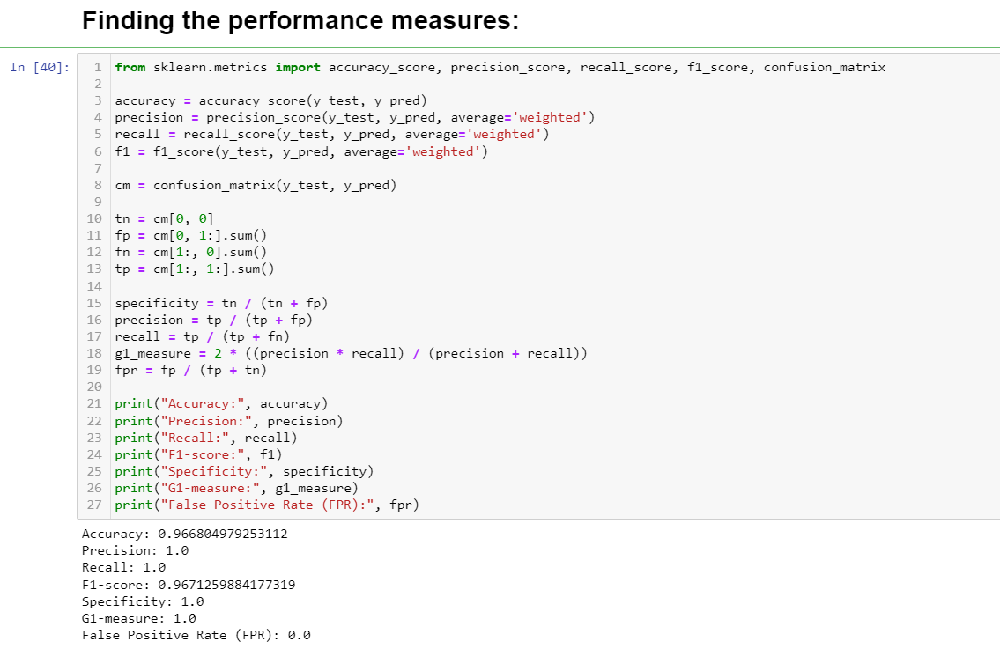 Finding the performance measures:
In [40]:
1 from sklearn.metrics import accuracy_score, precision_score, recall_score, f1_score, confusion_matrix
2
3 accuracy = accuracy_score(y_test, y_pred)
4 precision = precision_score(y_test, y_pred, average='weighted')
5 recall = recall_score(y_test, y_pred, average='weighted')
6 f1 = f1_score(y_test, y_pred, average='weighted')
7
8 cm = confusion_matrix(y_test, y_pred)
9
10 tn = cm[0, 0]
11 fp = cm[0, 1:].sum()
12 fn = cm[1:, 0].sum()
13 tp = cm[1:, 1:].sum()
14
15 specificity = tn / (tn + fp)
16 precision = tp / (tp + fp)
17 recall = tp / (tp + fn)
18 g1_measure = 2 * ((precision * recall) / (precision + recall))
19 fpr = fp / (fp + tn)
20
21 print("Accuracy:", accuracy)
22 print("Precision:", precision)
23 print("Recall:", recall)
24 print("F1-score:", f1)
25 print("Specificity:", specificity)
26 print("G1-measure:", g1_measure)
27 print("False Positive Rate (FPR):", fpr)
Accuracy: 0.966804979253112
Precision: 1.0
Recall: 1.0
F1-score: 0.9671259884177319
Specificity: 1.0
G1-measure: 1.0
False Positive Rate (FPR): 0.0